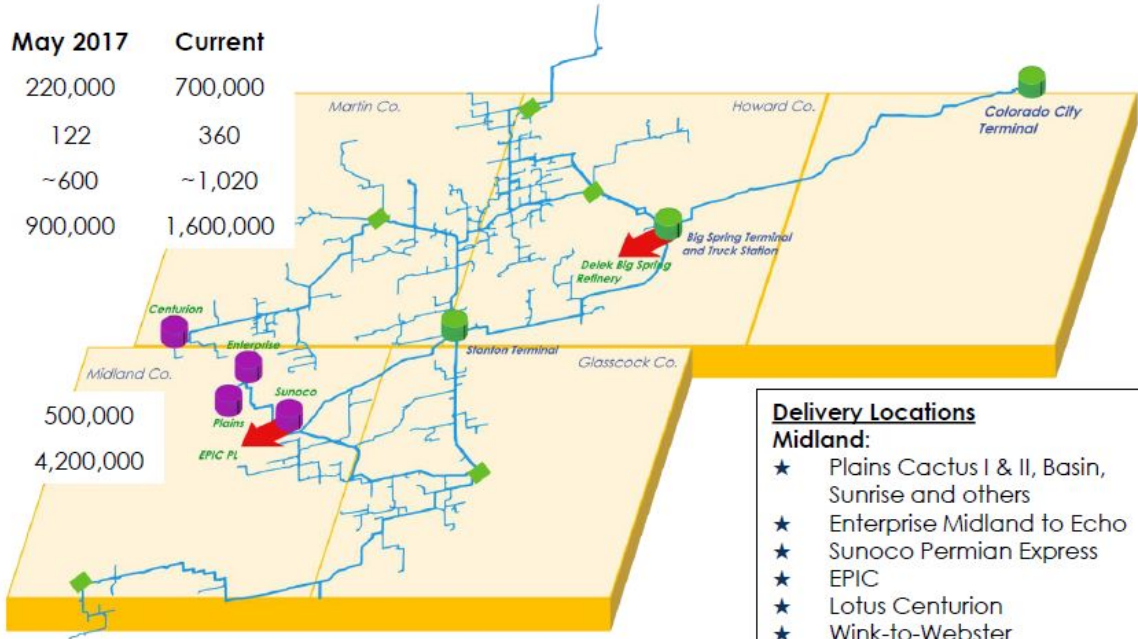 May 2017 Current
220,000 700,000
122 360
~600 ~1,020
900,000 1,600,000
Martin Co.
Howard Co.
Colorado City
Terminal
Big Spring Terminal
and Truck Station
Delek Big Spring
Refinery
Centurion
Enterprise
Stanton Terminal
Midland Co.
Glasscock Co.
Sunoco
Plains
EPIC PL
500,000
4,200,000
Delivery Locations
Midland:
★ Plains Cactus I & II, Basin,
Sunrise and others
★ Enterprise Midland to Echo
★ Sunoco Permian Express
★ EPIC
★ Lotus Centurion
★ Wink-to-Webster